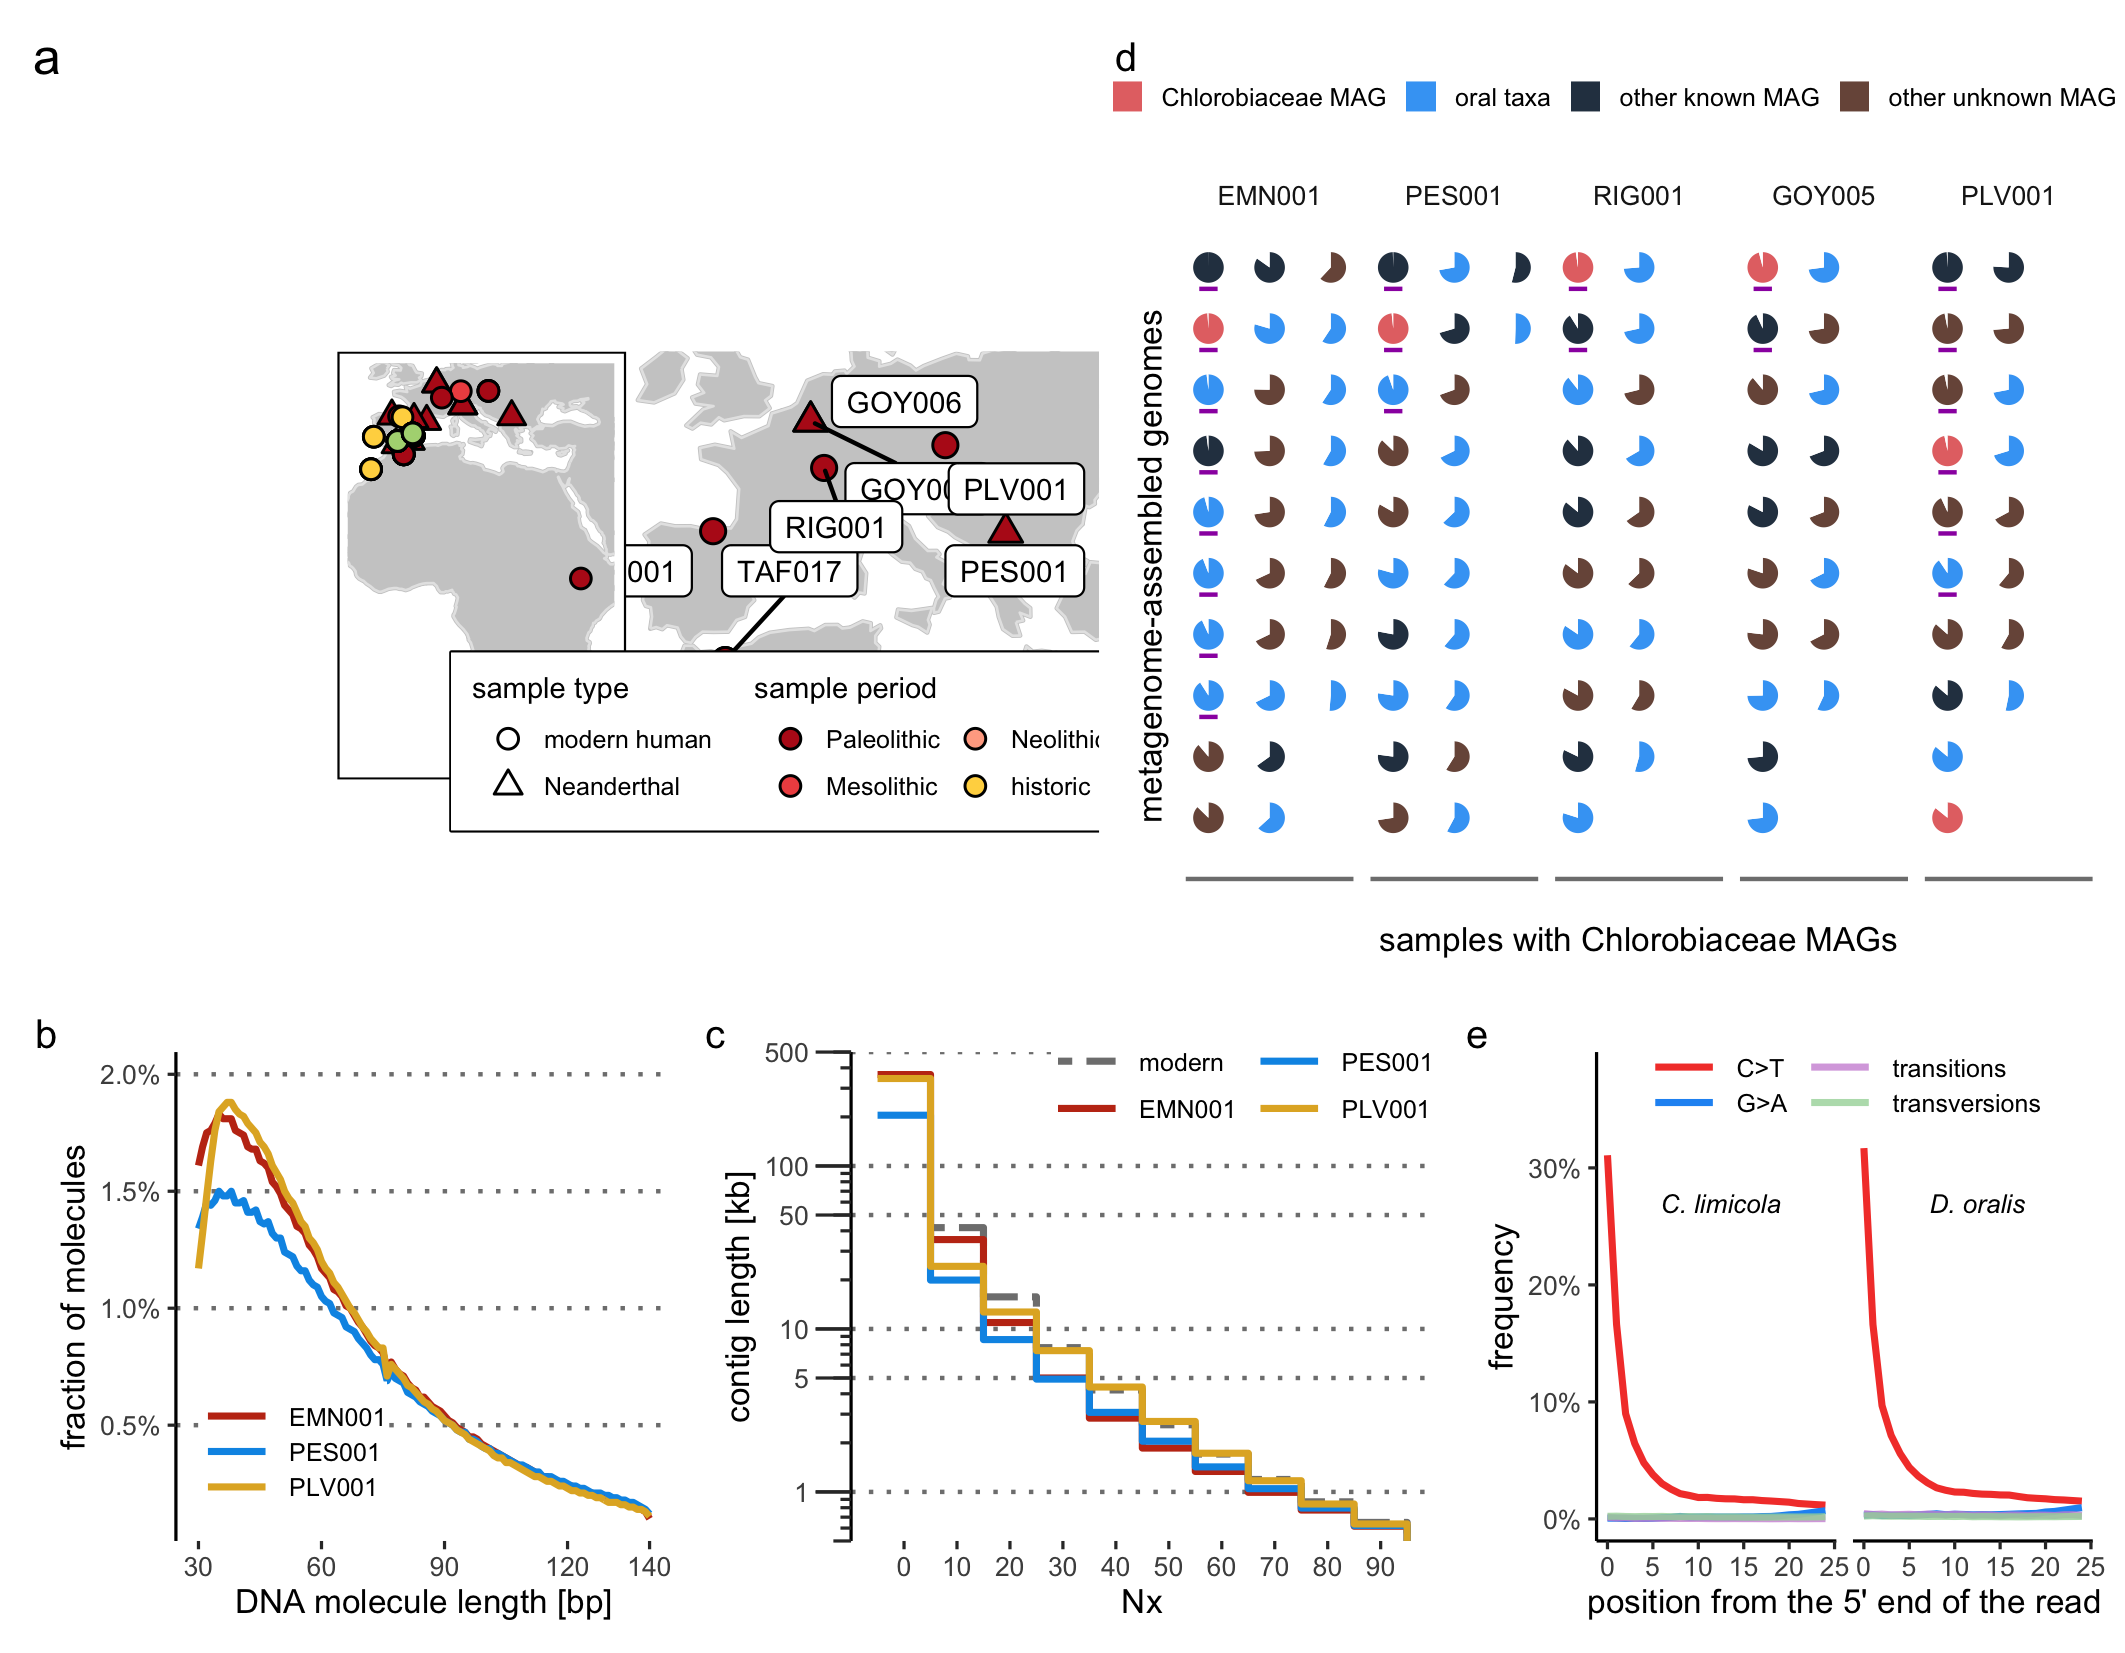 a
GOY006
GOY00
PLV001
RIG001
001
TAF017
PES001
sample type
sample period
modern human
Paleolithic
Neolithic
Neanderthal
Mesolithic
historic
d
Chlorobiaceae MAG
oral taxa
other known MAG
other unknown MAG
EMN001
PES001
RIG001
GOY005
PLV001
metagenome-assembled genomes
samples with Chlorobiaceae MAGs
b
2.0%
1.5%
1.0%
0.5%
fraction of molecules
EMN001
PES001
PLV001
30
60
90
120
140
DNA molecule length [bp]
c
500
100
50
10
5
1
contig length [kb]
modern
PES001
EMN001
PLV001
0
10
20
30
40
50
60
70
80
90
Nx
e
C>T
transitions
G>A
transversions
30%
20%
10%
0%
frequency
C. limicola
D. oralis
0
5
10
15
20
25
0
5
10
15
20
25
position from the 5' end of the read